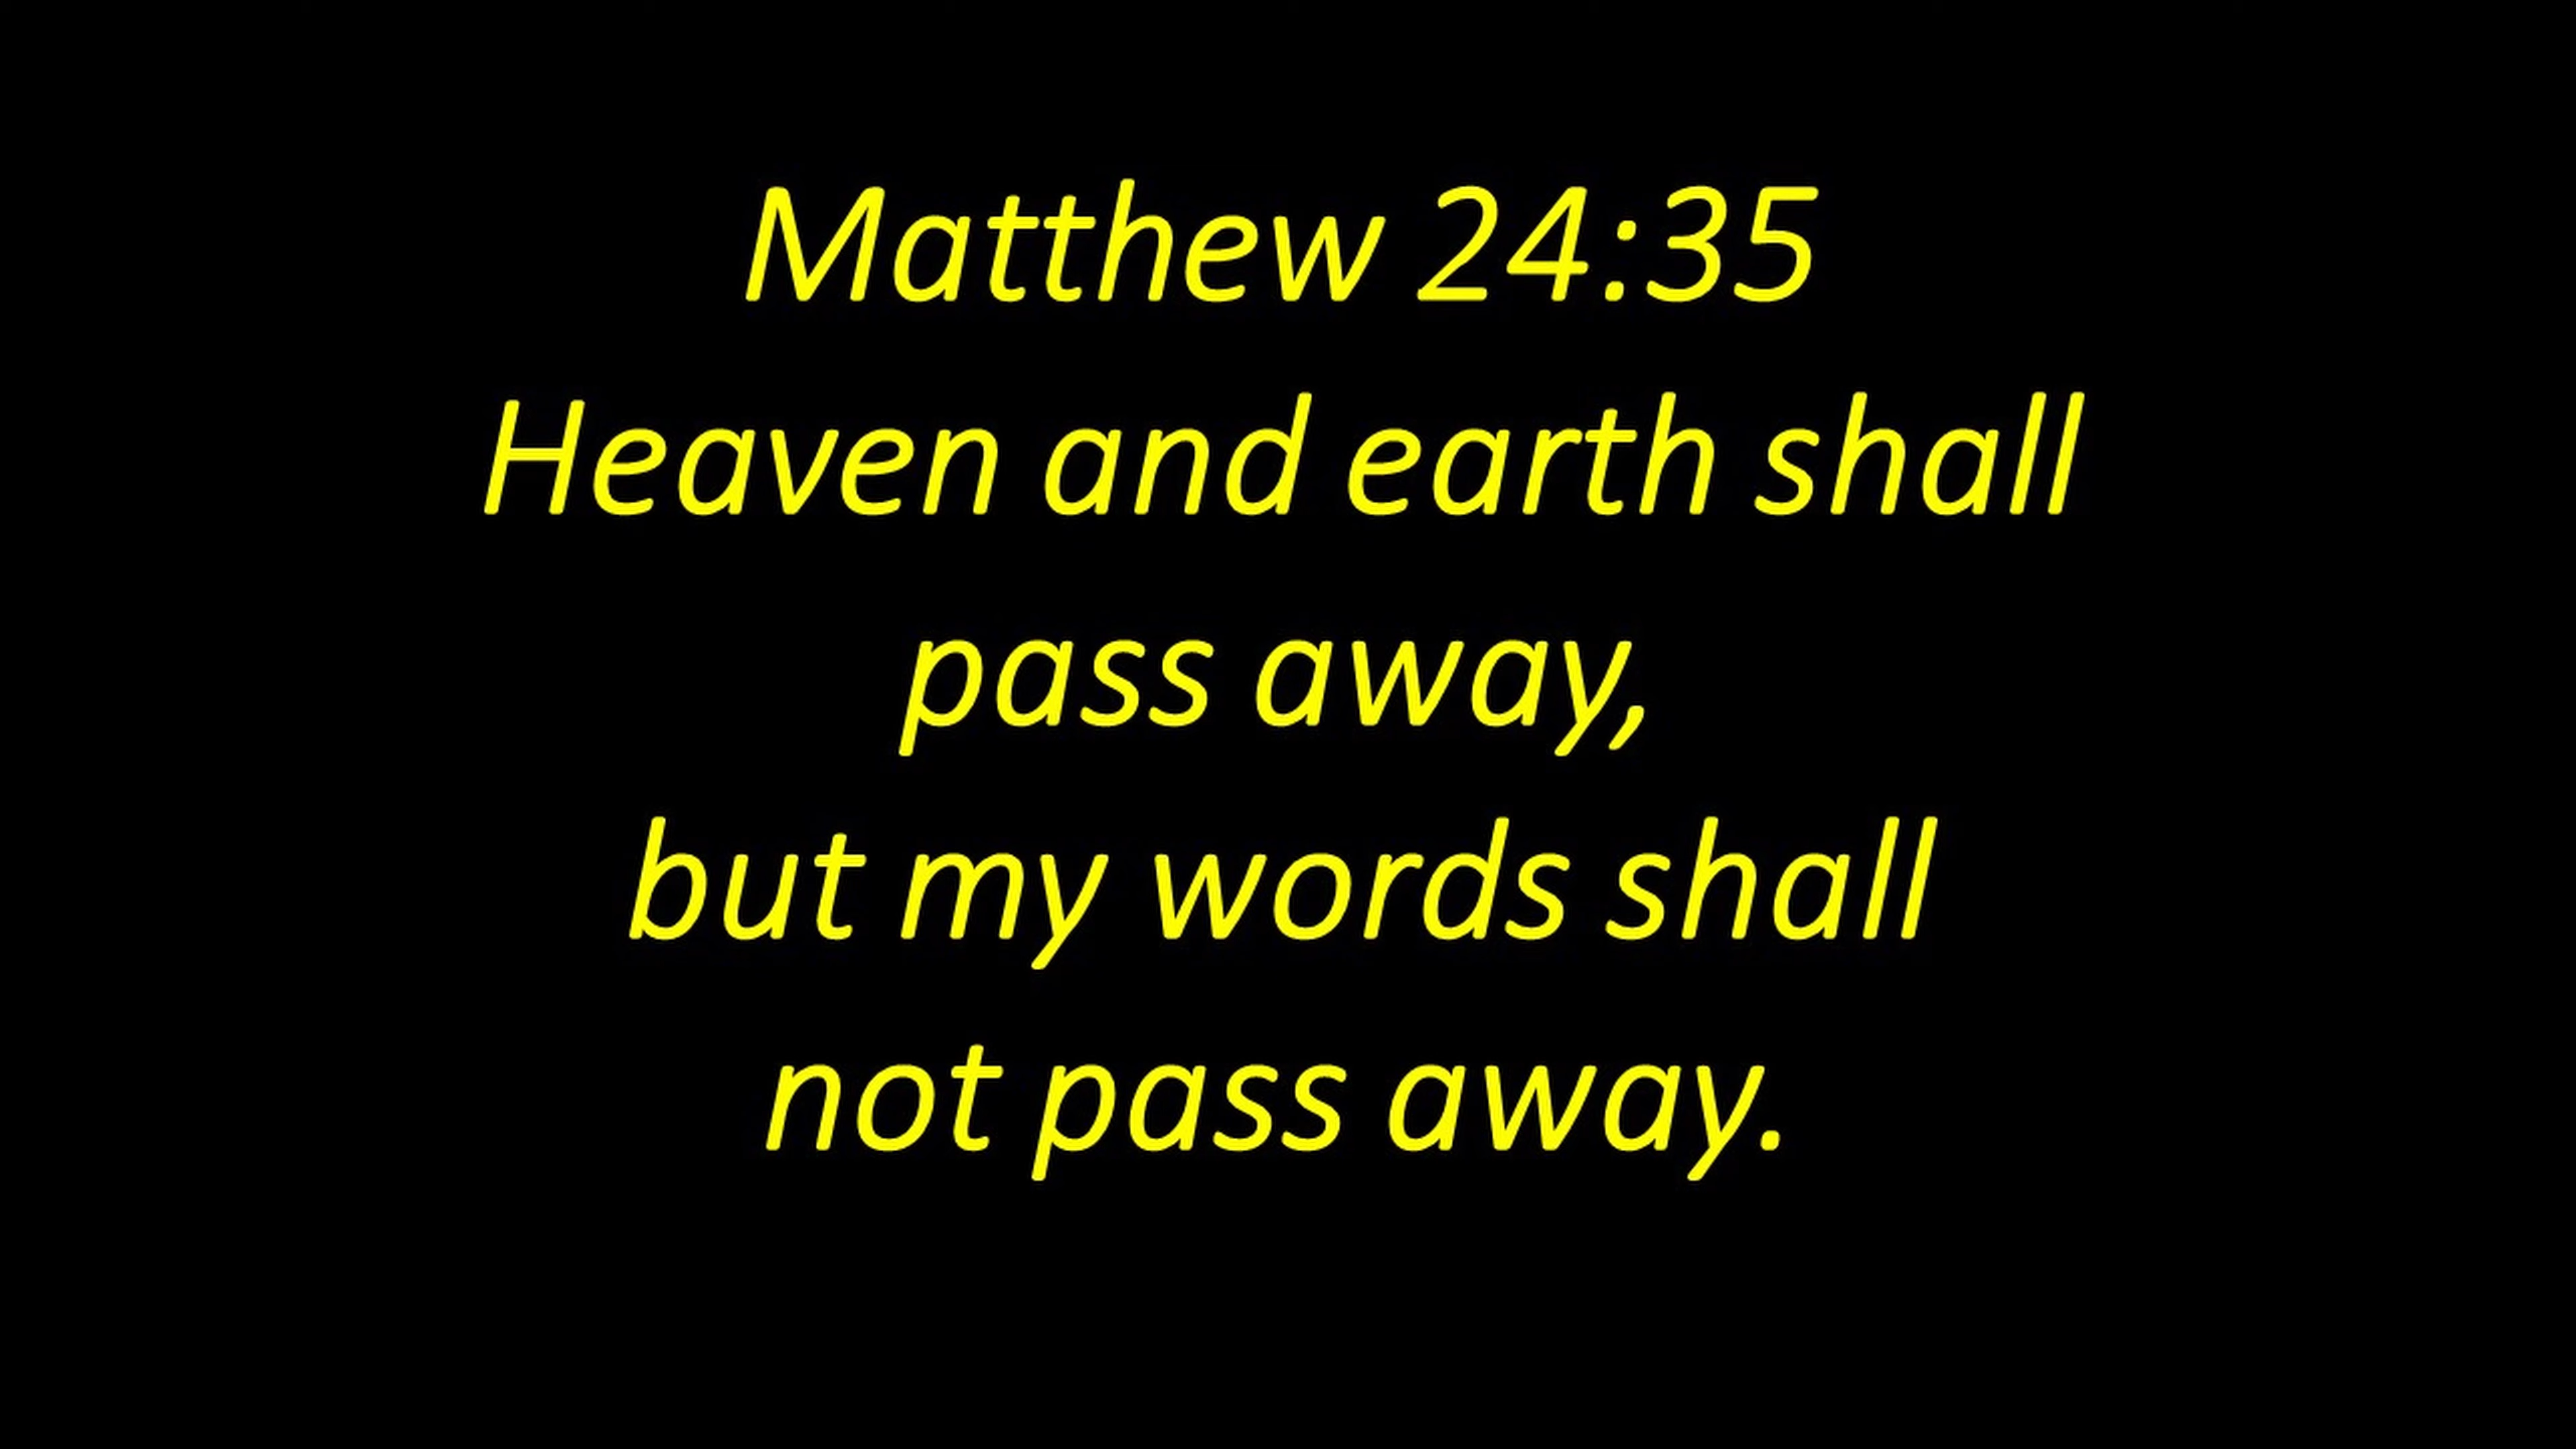 Matthew 24:35
Heaven and earth shall
pass away,
but my words shall
not pass away.